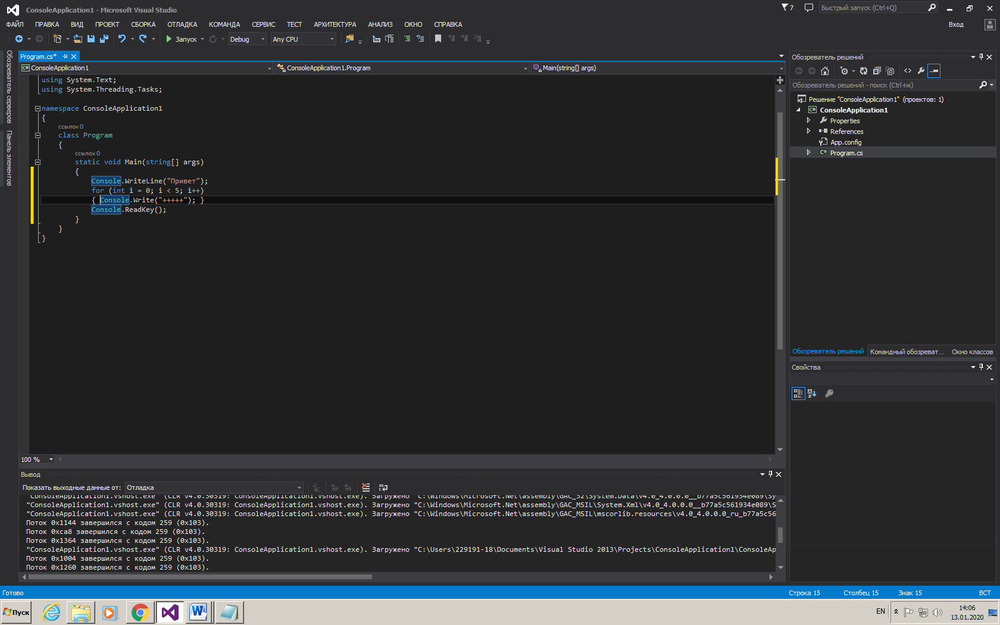 ConsoleApplication1 - Microsoft Visual Studio
7
Быстрый запуск (Ctrl+Q)
ФАЙЛ ПРАВКА ВИД ПРОЕКТ СБОРКА ОТЛАДКА КОМАНДА СЕРВИС ТЕСТ АРХИТЕКТУРА АНАЛИЗ ОКНО СПРАВКА
Вход
Запуск Debug Any CPU
Обозреватель серверов
Панель элементов
Program.cs*
ConsoleApplication1 ConsoleApplication1.Program Main(string[] args)
using System.Text;
using System.Threading.Tasks;
namespace ConsoleApplication1
{
ссылок 0
class Program
{
ссылок 0
static void Main(string[] args)
{
Console.WriteLine("Привет");
for (int i = 0; i < 5; i++)
{ Console.Write("+++++"); }
Console.ReadKey();
}
}
}
100 %
Обозреватель решений
Обозреватель решений - поиск (Ctrl+ж)
Решение "ConsoleApplication1" (проектов: 1)
ConsoleApplication1
Properties
References
App.config
Program.cs
Обозреватель решений Командный обозреват... Окно классов
Свойства
Вывод
Показать выходные данные от: Отладка
"ConsoleApplication1.vshost.exe" (CLR v4.0.30319: ConsoleApplication1.vshost.exe). Загружено "C:\Windows\Microsoft.Net\assembly\GAC_32\System.Data\v4.0_4.0.0.0__b77a5c561934e089\Sy
"ConsoleApplication1.vshost.exe" (CLR v4.0.30319: ConsoleApplication1.vshost.exe). Загружено "C:\Windows\Microsoft.Net\assembly\GAC_MSIL\System.Xml\v4.0_4.0.0.0__b77a5c561934e089\S
"ConsoleApplication1.vshost.exe" (CLR v4.0.30319: ConsoleApplication1.vshost.exe). Загружено "C:\Windows\Microsoft.Net\assembly\GAC_MSIL\mscorlib.resources\v4.0_4.0.0.0_ru_b77a5c56
Поток 0x1144 завершился с кодом 259 (0x103).
Поток 0xca8 завершился с кодом 259 (0x103).
Поток 0x1364 завершился с кодом 259 (0x103).
"ConsoleApplication1.vshost.exe" (CLR v4.0.30319: ConsoleApplication1.vshost.exe). Загружено "C:\Users\229191-18\Documents\Visual Studio 2013\Projects\ConsoleApplication1\ConsoleAp
Поток 0x1004 завершился с кодом 259 (0x103).
Поток 0x1260 завершился с кодом 259 (0x103).
Готово Строка 15 Столбец 15 Знак 15 ВСТ
Пуск
EN
14:06
13.01.2020